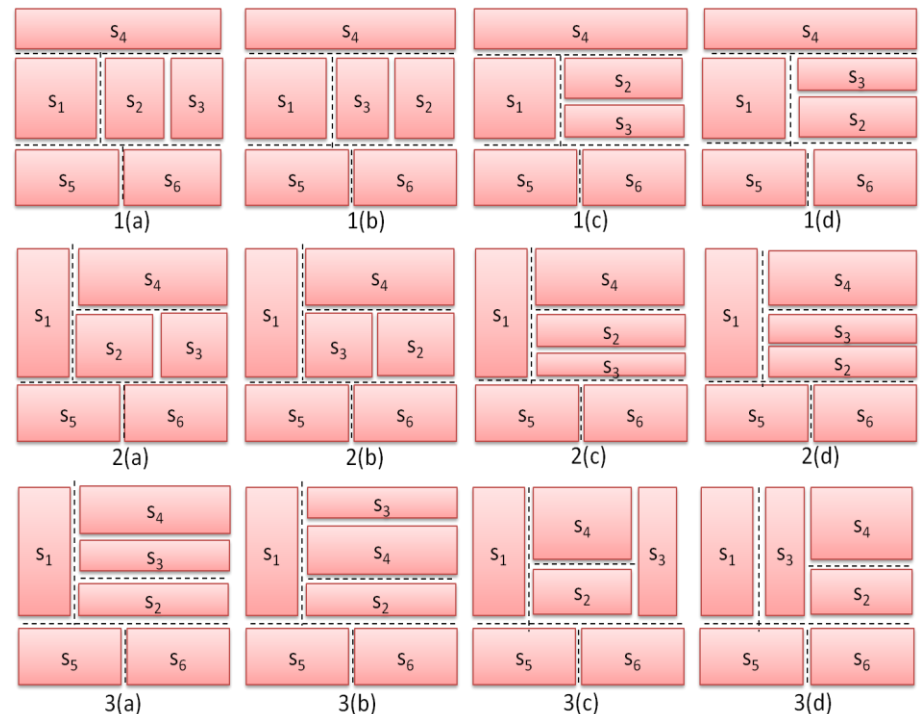 S4 S4 S4 S4
S1 S2 S3 S1 S3 S2 S1 S2 S1 S3
S3 S2
S5 S6 S5 S6 S5 S6 S5 S6
1(a) 1(b) 1(c) 1(d)
S4 S4 S4 S4
S1 S2 S3 S1 S3 S2 S1 S2 S1 S3
S3 S2
S5 S6 S5 S6 S5 S6 S5 S6
2(a) 2(b) 2(c) 2(d)
S4 S3 S4 S4
S1 S3 S1 S4 S1 S3 S1 S3
S2 S2 S2 S2
S5 S6 S5 S6 S5 S6 S5 S6
3(a) 3(b) 3(c) 3(d)